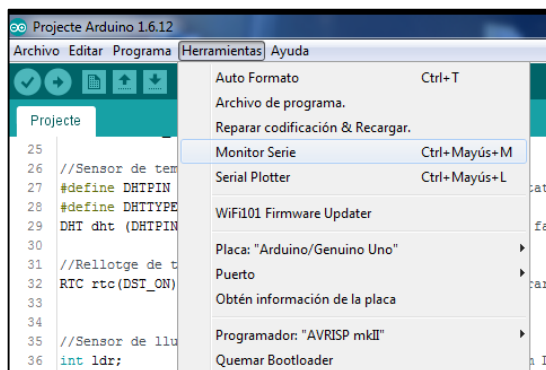 Projecte Arduino 1.6.12
Archivo Editar Programa Herramientas Ayuda
Projecte
Auto Formato Ctrl+T
Archivo de programa.
Reparar codificación & Recargar.
Monitor Serie Ctrl+Mayús+M
Serial Plotter Ctrl+Mayús+L
WiFi101 Firmware Updater
Placa: "Arduino/Genuino Uno"
Puerto
Obtén información de la placa
Programador: "AVRISP mkII"
Quemar Bootloader
25
26 //Sensor de tem
27 #define DHTPIN
28 #define DHTTYPE
29 DHT dht (DHTPIN
30
31 //Rellotge de t
32 RTC rtc(DST_ON)
33
34
35 //Sensor de llu
36 int ldr;